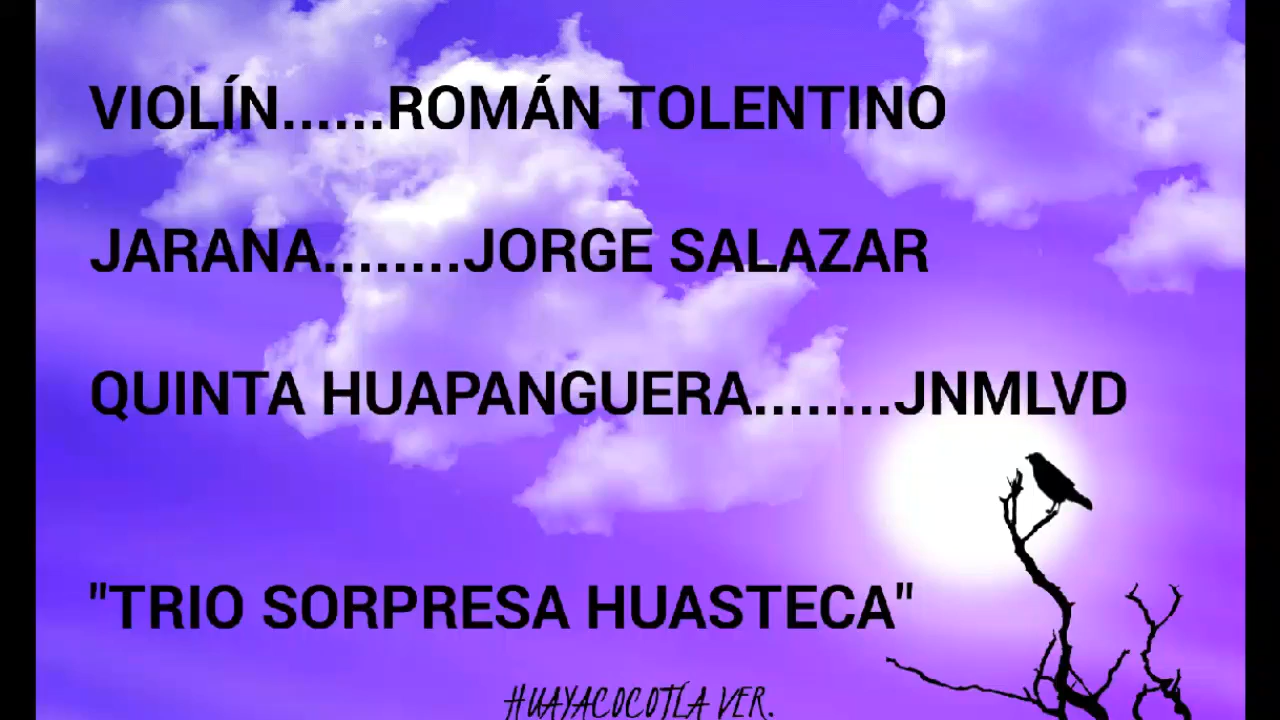 VIOLÍN......ROMÁN TOLENTINO
JARANA........JORGE SALAZAR
QUINTA HUAPANGUERA........JNMLVD
"TRIO SORPRESA HUASTECA"
HUAYACOCOTLA VER.